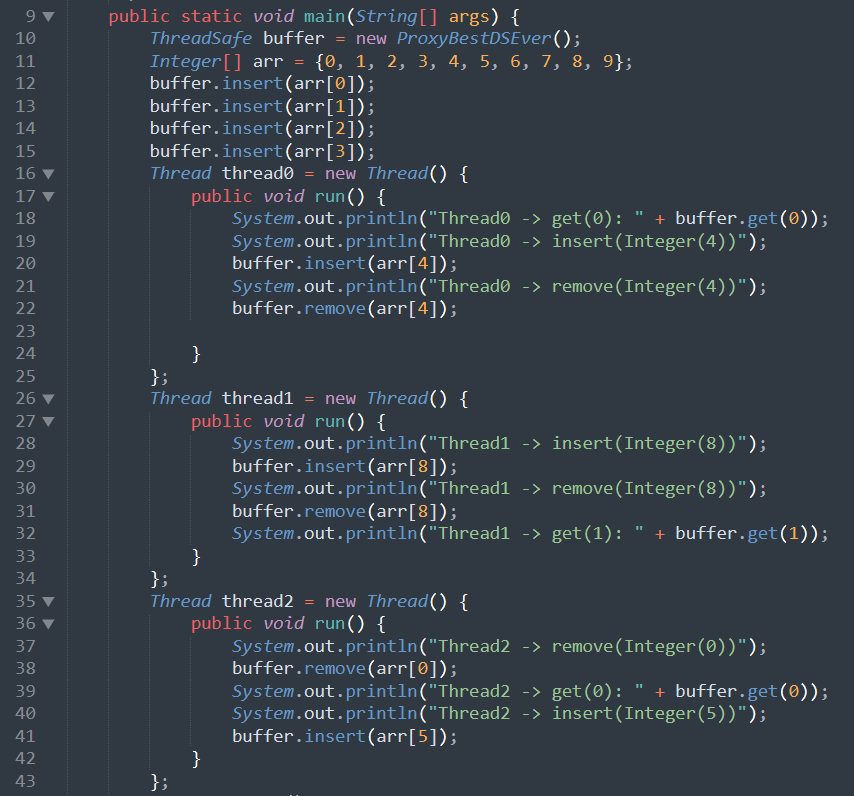 9 public static void main(String[] args) {
10 ThreadSafe buffer = new ProxyBestDSEver();
11 Integer[] arr = {0, 1, 2, 3, 4, 5, 6, 7, 8, 9};
12 buffer.insert(arr[0]);
13 buffer.insert(arr[1]);
14 buffer.insert(arr[2]);
15 buffer.insert(arr[3]);
16 Thread thread0 = new Thread() {
17 public void run() {
18 System.out.println("Thread0 -> get(0): " + buffer.get(0));
19 System.out.println("Thread0 -> insert(Integer(4))");
20 buffer.insert(arr[4]);
21 System.out.println("Thread0 -> remove(Integer(4))");
22 buffer.remove(arr[4]);
23
24 }
25 };
26 Thread thread1 = new Thread() {
27 public void run() {
28 System.out.println("Thread1 -> insert(Integer(8))");
29 buffer.insert(arr[8]);
30 System.out.println("Thread1 -> remove(Integer(8))");
31 buffer.remove(arr[8]);
32 System.out.println("Thread1 -> get(1): " + buffer.get(1));
33 }
34 };
35 Thread thread2 = new Thread() {
36 public void run() {
37 System.out.println("Thread2 -> remove(Integer(0))");
38 buffer.remove(arr[0]);
39 System.out.println("Thread2 -> get(0): " + buffer.get(0));
40 System.out.println("Thread2 -> insert(Integer(5))");
41 buffer.insert(arr[5]);
42 }
43 };